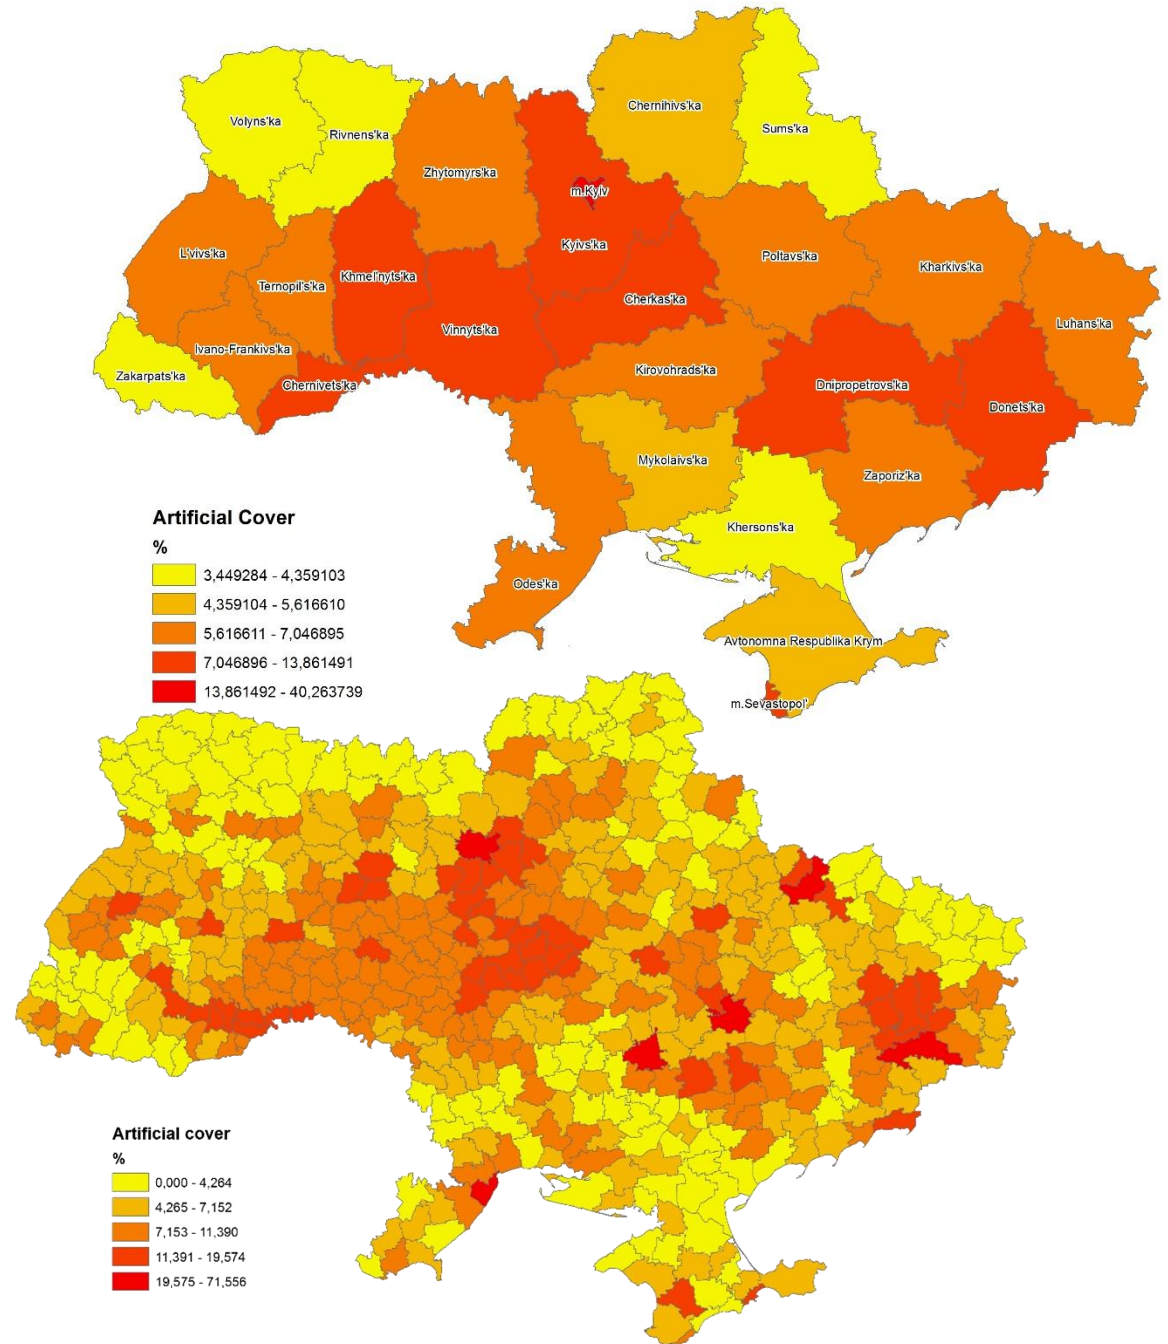 Chernihivs'ka
Volyns'ka
Rivnens'ka
Sums'ka
Zhytomyrs'ka
m.Kyiv
L'vivs'ka
Kyivs'ka
Poltavs'ka
Kharkivs'ka
Ternopil's'ka
Khmel'nyts'ka
Cherkas'ka
Luhans'ka
Vinnyts'ka
Ivano-Frankivs'ka
Kirovohrads'ka
Zakarpats'ka
Chernivets'ka
Dnipropetrovs'ka
Donets'ka
Mykolaivs'ka
Zaporiz'ka
Khersons'ka
Odes'ka
Avtonomna Respublika Krym
m.Sevastopol'
Artificial Cover
%
3,449284 - 4,359103
4,359104 - 5,616610
5,616611 - 7,046895
7,046896 - 13,861491
13,861492 - 40,263739
Artificial cover
%
0,000 - 4,264
4,265 - 7,152
7,153 - 11,390
11,391 - 19,574
19,575 - 71,556